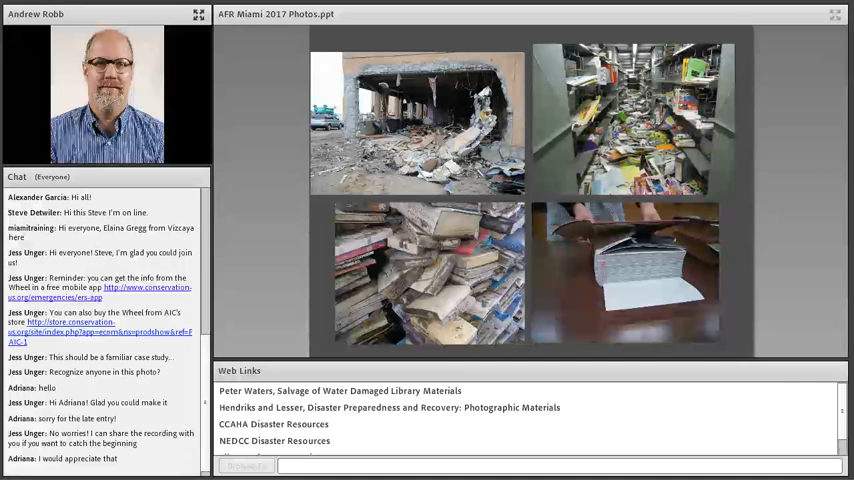 Andrew Robb
AFR Miami 2017 Photos.ppt
Chat (Everyone)
Alexander Garcia: Hi all!
Steve Detwiler: Hi this Steve I'm on line.
miamitraining: Hi everyone, Elaina Gregg from Vizcaya
here
Jess Unger: Hi everyone! Steve, I'm glad you could join
us!
Jess Unger: Reminder: you can get the info from the
Wheel in a free mobile app http://www.conservation-
us.org/emergencies/ers-app
Jess Unger: You can also buy the Wheel from AIC's
store http://store.conservation-
us.org/site/index.php?app=ecom&ns=prodshow&ref=F
AIC-1
Jess Unger: This should be a familiar case study...
Jess Unger: Recognize anyone in this photo?
Adriana: hello
Jess Unger: Hi Adriana! Glad you could make it
Adriana: sorry for the late entry!
Jess Unger: No worries! I can share the recording with
you if you want to catch the beginning
Adriana: I would appreciate that
Web Links
Peter Waters, Salvage of Water Damaged Library Materials
Hendriks and Lesser, Disaster Preparedness and Recovery: Photographic Materials
CCAHA Disaster Resources
NEDCC Disaster Resources
Browse To